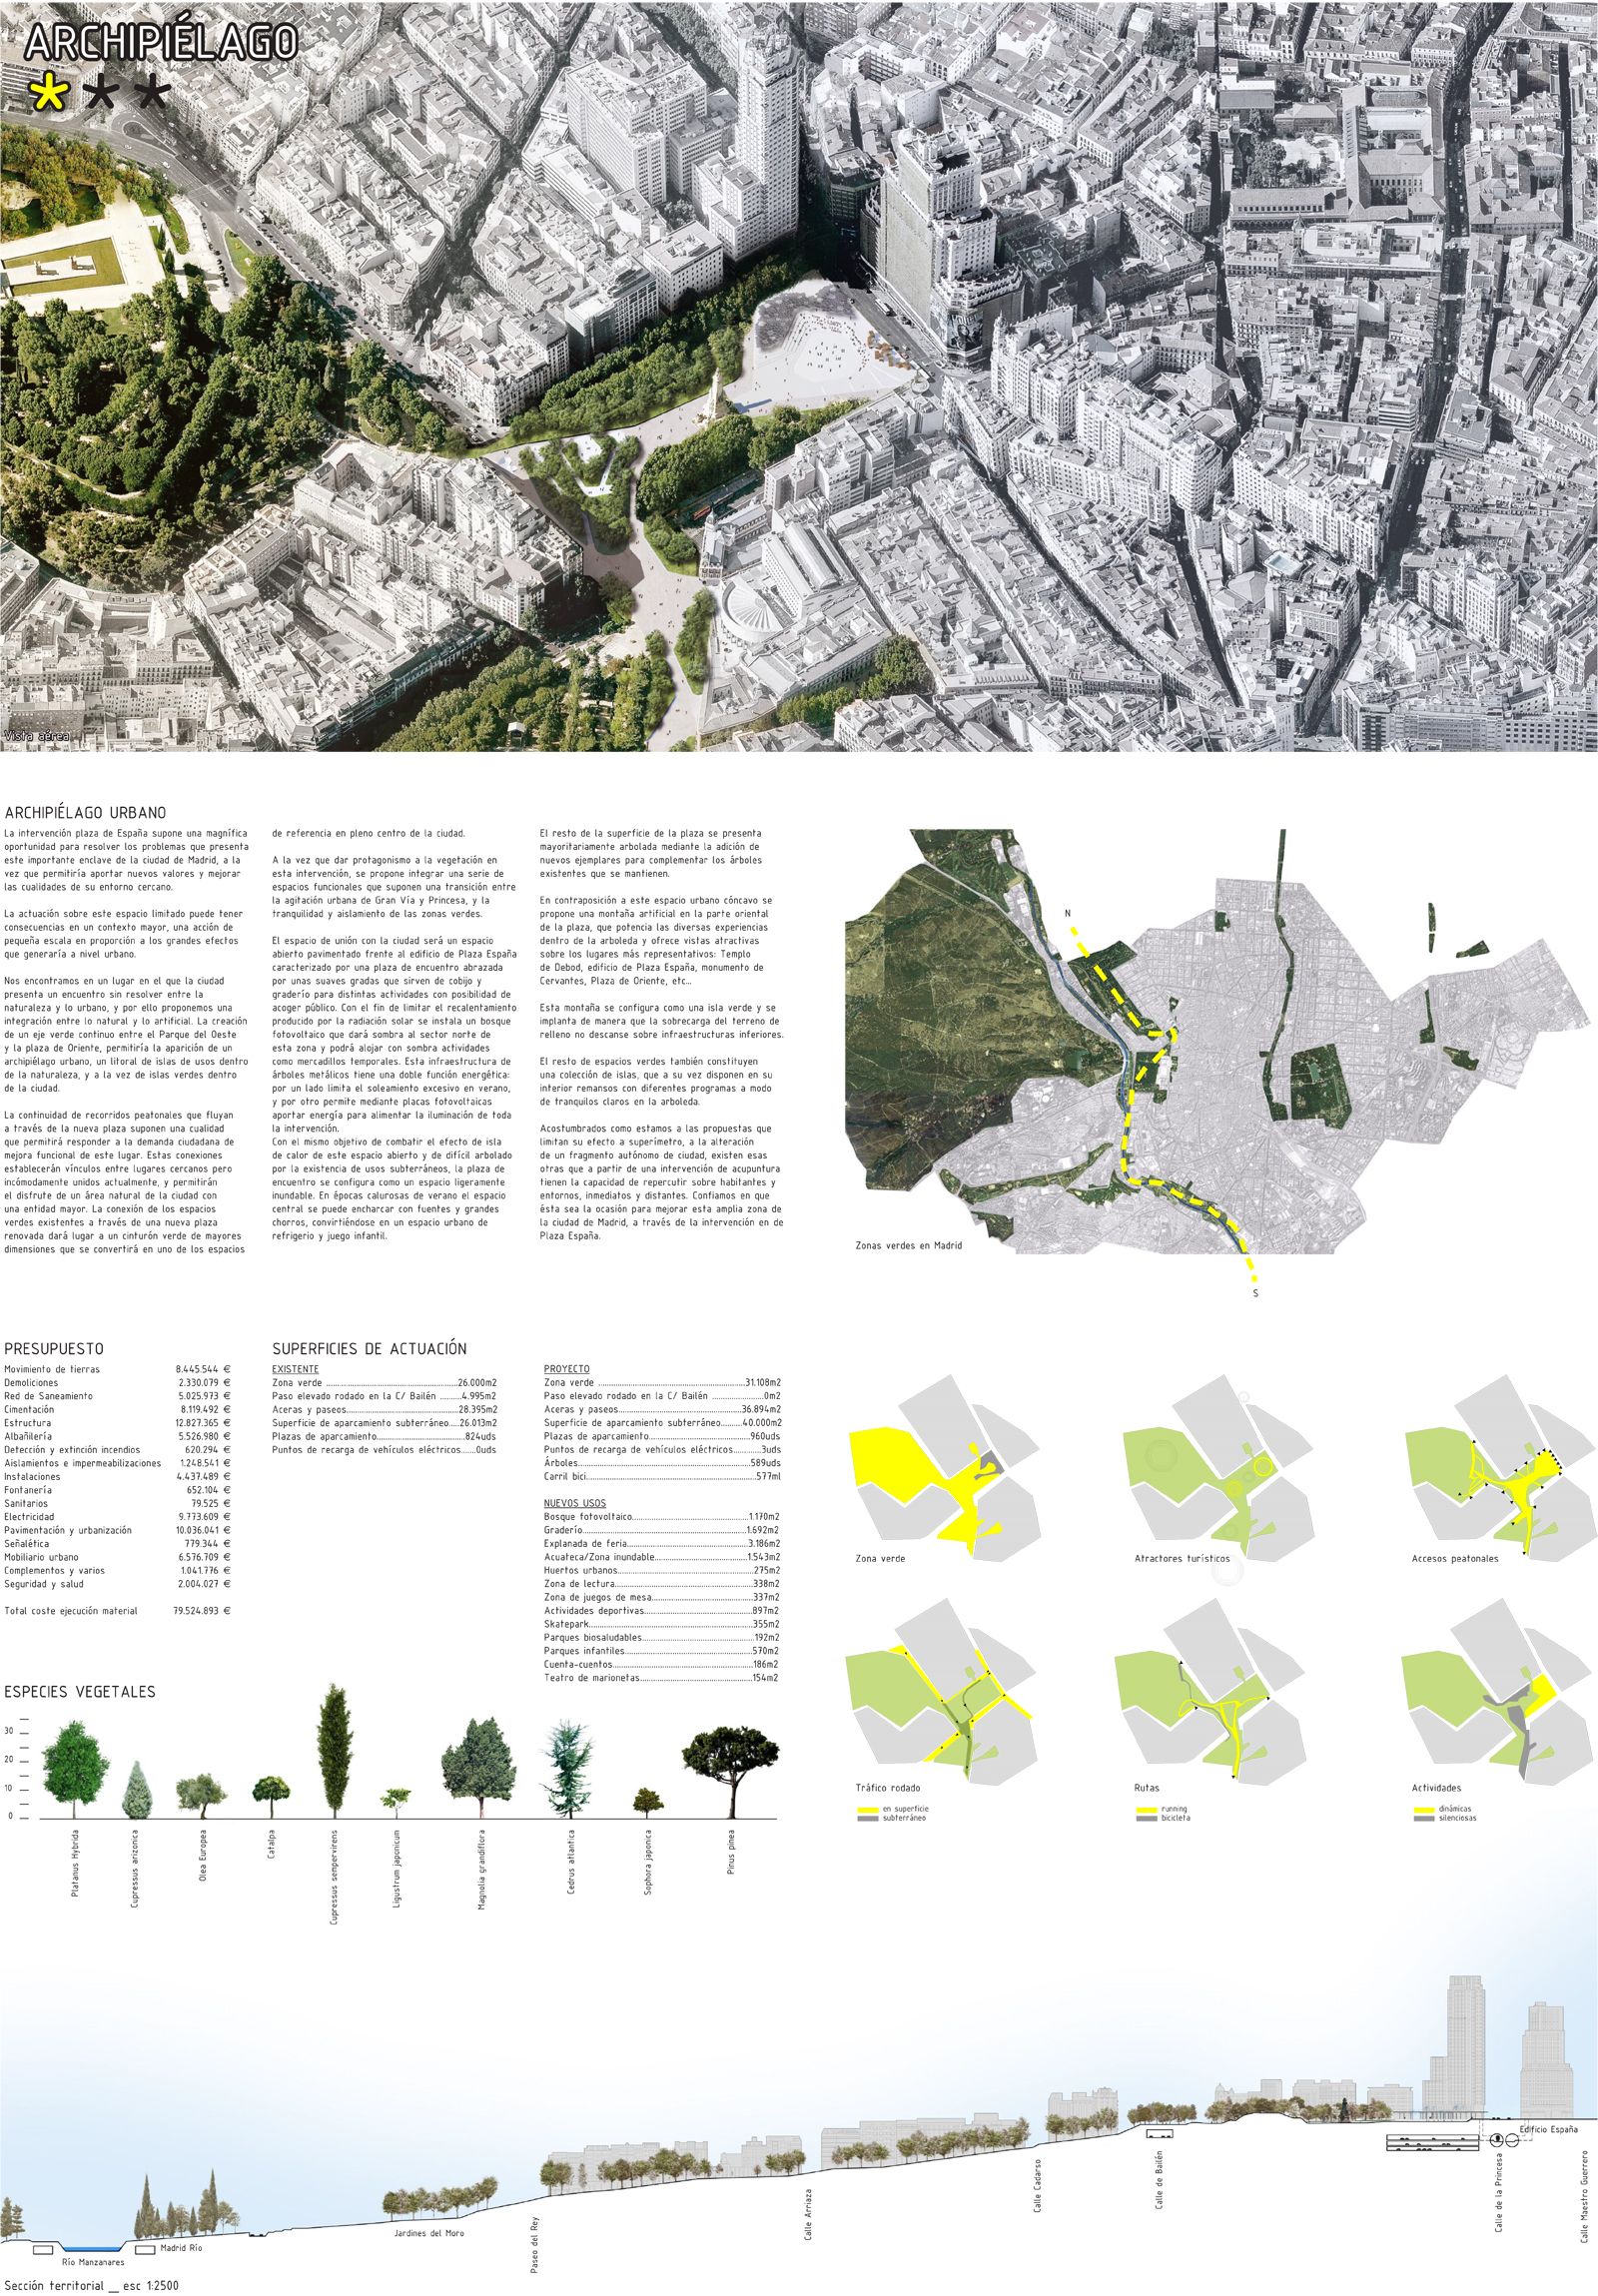 ARCHIPIÉLAGO
Vista aérea
ARCHIPIÉLAGO URBANO
La intervención plaza de España supone una magnífica
oportunidad para resolver los problemas que presenta
este importante enclave de la ciudad de Madrid, a la
vez que permitiría aportar nuevos valores y mejorar
las cualidades de su entorno cercano.
La actuación sobre este espacio limitado puede tener
consecuencias en un contexto mayor, una acción de
pequeña escala en proporción a los grandes efectos
que generaría a nivel urbano.
Nos encontramos en un lugar en el que la ciudad
presenta un encuentro sin resolver entre la
naturaleza y lo urbano, y por ello proponemos una
integración entre lo natural y lo artificial. La creación
de un eje verde continuo entre el Parque del Oeste
y la plaza de Oriente, permitiría la aparición de un
archipiélago urbano, un litoral de islas de usos dentro
de la naturaleza, y a la vez de islas verdes dentro
de la ciudad.
La continuidad de recorridos peatonales que fluyan
a través de la nueva plaza suponen una cualidad
que permitirá responder a la demanda ciudadana de
mejora funcional de este lugar. Estas conexiones
establecerán vínculos entre lugares cercanos pero
incómodamente unidos actualmente, y permitirán
el disfrute de un área natural de la ciudad con
una entidad mayor. La conexión de los espacios
verdes existentes a través de una nueva plaza
renovada dará lugar a un cinturón verde de mayores
dimensiones que se convertirá en uno de los espacios
de referencia en pleno centro de la ciudad.
A la vez que dar protagonismo a la vegetación en
esta intervención, se propone integrar una serie de
espacios funcionales que suponen una transición entre
la agitación urbana de Gran Vía y Princesa, y la
tranquilidad y aislamiento de las zonas verdes.
El espacio de unión con la ciudad será un espacio
abierto pavimentado frente al edificio de Plaza España
caracterizado por una plaza de encuentro abrazada
por unas suaves gradas que sirven de cobijo y
graderío para distintas actividades con posibilidad de
acoger público. Con el fin de limitar el recalentamiento
producido por la radiación solar se instala un bosque
fotovoltaico que dará sombra al sector norte de
esta zona y podrá alojar con sombra actividades
como mercadillos temporales. Esta infraestructura de
árboles metálicos tiene una doble función energética:
por un lado limita el soleamiento excesivo en verano,
y por otro permite mediante placas fotovoltaicas
aportar energía para alimentar la iluminación de toda
la intervención.
Con el mismo objetivo de combatir el efecto de isla
de calor de este espacio abierto y de difícil arbolado
por la existencia de usos subterráneos, la plaza de
encuentro se configura como un espacio ligeramente
inundable. En épocas calurosas de verano el espacio
central se puede encharcar con fuentes y grandes
chorros, convirtiéndose en un espacio urbano de
refrigerio y juego infantil.
El resto de la superficie de la plaza se presenta
mayoritariamente arbolada mediante la adición de
nuevos ejemplares para complementar los árboles
existentes que se mantienen.
En contraposición a este espacio urbano cóncavo se
propone una montaña artificial en la parte oriental
de la plaza, que potencia las diversas experiencias
dentro de la arboleda y ofrece vistas atractivas
sobre los lugares más representativos: Templo
de Debod, edificio de Plaza España, monumento de
Cervantes, Plaza de Oriente, etc...
Esta montaña se configura como una isla verde y se
implanta de manera que la sobrecarga del terreno de
relleno no descanse sobre infraestructuras inferiores.
El resto de espacios verdes también constituyen
una colección de islas, que a su vez disponen en su
interior remansos con diferentes programas a modo
de tranquilos claros en la arboleda.
Acostumbrados como estamos a las propuestas que
limitan su efecto a superímetro, a la alteración
de un fragmento autónomo de ciudad, existen esas
otras que a partir de una intervención de acupuntura
tienen la capacidad de repercutir sobre habitantes y
entornos, inmediatos y distantes. Confiamos en que
ésta sea la ocasión para mejorar esta amplia zona de
la ciudad de Madrid, a través de la intervención en de
Plaza España.
N
S
Zonas verdes en Madrid
PRESUPUESTO
Movimiento de tierras 8.445.544 €
Demoliciones 2.330.079 €
Red de Saneamiento 5.025.973 €
Cimentación 8.119.492 €
Estructura 12.827.365 €
Albañilería 5.526.980 €
Detección y extinción incendios 620.294 €
Aislamientos e impermeabilizaciones 1.248.541 €
Instalaciones 4.437.489 €
Fontanería 652.104 €
Sanitarios 79.525 €
Electricidad 9.773.609 €
Pavimentación y urbanización 10.036.041 €
Señalética 779.344 €
Mobiliario urbano 6.576.709 €
Complementos y varios 1.041.776 €
Seguridad y salud 2.004.027 €
Total coste ejecución material 79.524.893 €
SUPERFICIES DE ACTUACIÓN
EXISTENTE
Zona verde ....26.000m2
Paso elevado rodado en la C/ Bailén ....4.995m2
Aceras y paseos....28.395m2
Superficie de aparcamiento subterráneo....26.013m2
Plazas de aparcamiento....824uds
Puntos de recarga de vehículos eléctricos....0uds
PROYECTO
Zona verde ....31.108m2
Paso elevado rodado en la C/ Bailén ....0m2
Aceras y paseos....36.894m2
Superficie de aparcamiento subterráneo....40.000m2
Plazas de aparcamiento....960uds
Puntos de recarga de vehículos eléctricos....3uds
Árboles....589uds
Carril bici....577ml
NUEVOS USOS
Bosque fotovoltaico....1.170m2
Graderío....1.692m2
Explanada de feria....3.186m2
Acuateca/Zona inundable....1.543m2
Huertos urbanos....275m2
Zona de lectura....338m2
Zona de juegos de mesa....337m2
Actividades deportivas....897m2
Skatepark....355m2
Parques biosaludables....192m2
Parques infantiles....570m2
Cuenta-cuentos....186m2
Teatro de marionetas....154m2
Zona verde
Atractores turísticos
Accesos peatonales
Tráfico rodado
en superficie
subterráneo
Rutas
running
bicicleta
Actividades
dinámicas
silenciosas
ESPECIES VEGETALES
30
20
10
0
Platanus Hybrida
Cupressus arizonica
Olea Europea
Catalpa
Cupressus sempervirens
Ligustrum japonicum
Magnolia grandiflora
Cedrus atlantica
Sophora japonica
Pinus pinea
Río Manzanares
Madrid Río
Jardines del Moro
Paseo del Rey
Calle Arriaza
Calle Cadarso
Calle de Bailén
Calle de la Princesa
Edificio España
Calle Maestro Guerrero
Sección territorial __ esc 1:2500